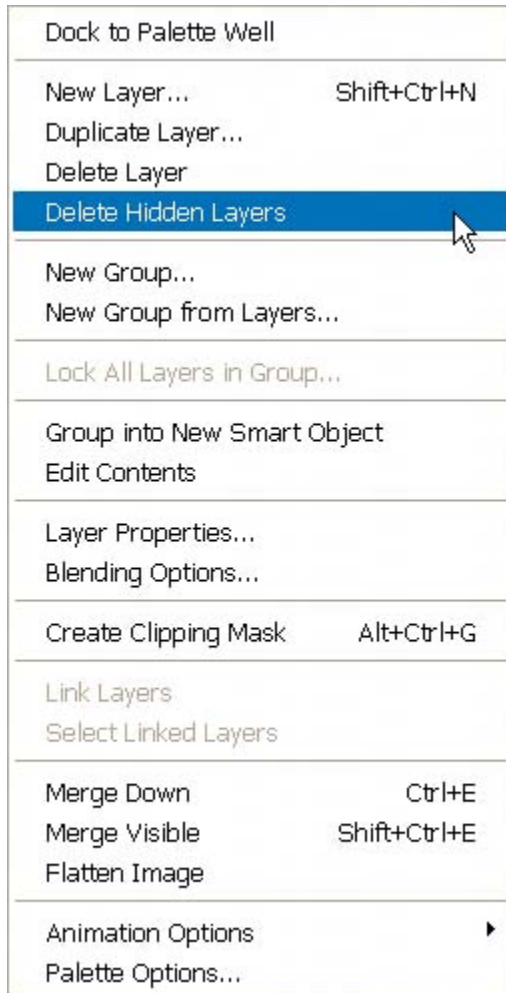 Dock to Palette Well
New Layer... Shift+Ctrl+N
Duplicate Layer...
Delete Layer
Delete Hidden Layers
New Group...
New Group from Layers...
Lock All Layers in Group...
Group into New Smart Object
Edit Contents
Layer Properties...
Blending Options...
Create Clipping Mask Alt+Ctrl+G
Link Layers
Select Linked Layers
Merge Down Ctrl+E
Merge Visible Shift+Ctrl+E
Flatten Image
Animation Options
Palette Options...